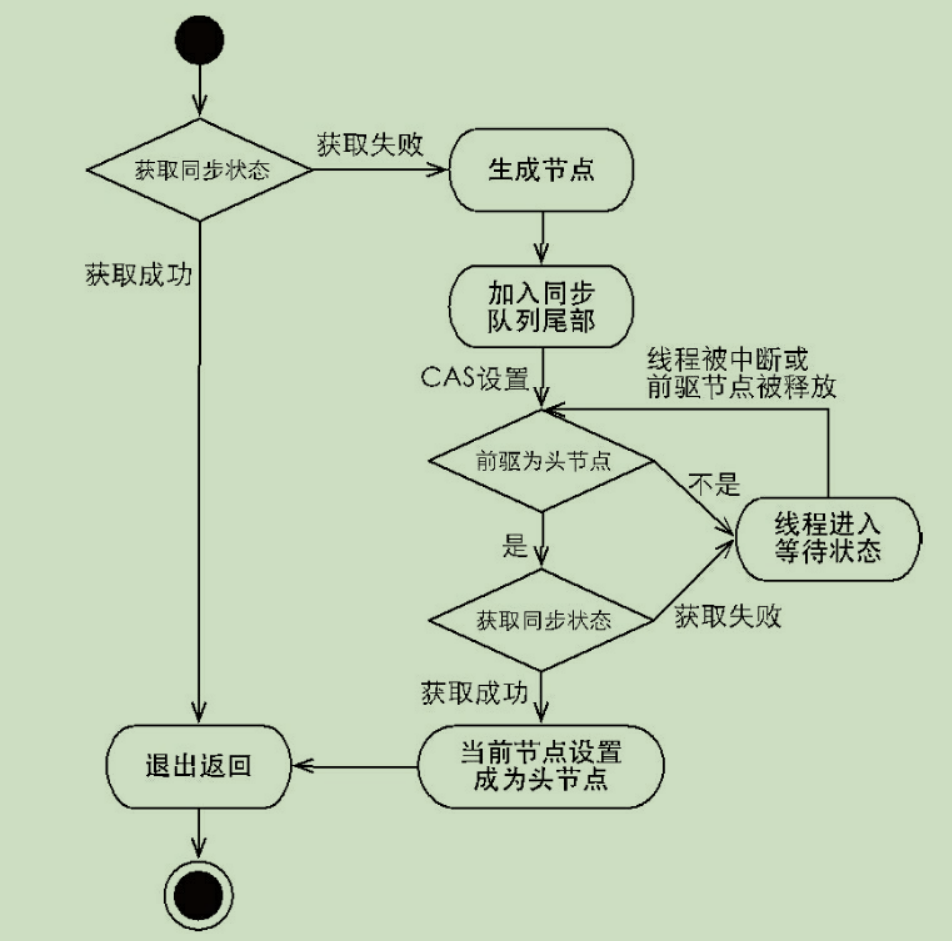 获取同步状态
获取失败
生成节点
获取成功
加入同步
队列尾部
CAS设置
线程被中断或
前驱节点被释放
前驱为头节点
不是
线程进入
等待状态
是
获取同步状态
获取失败
获取成功
当前节点设置
成为头节点
退出返回